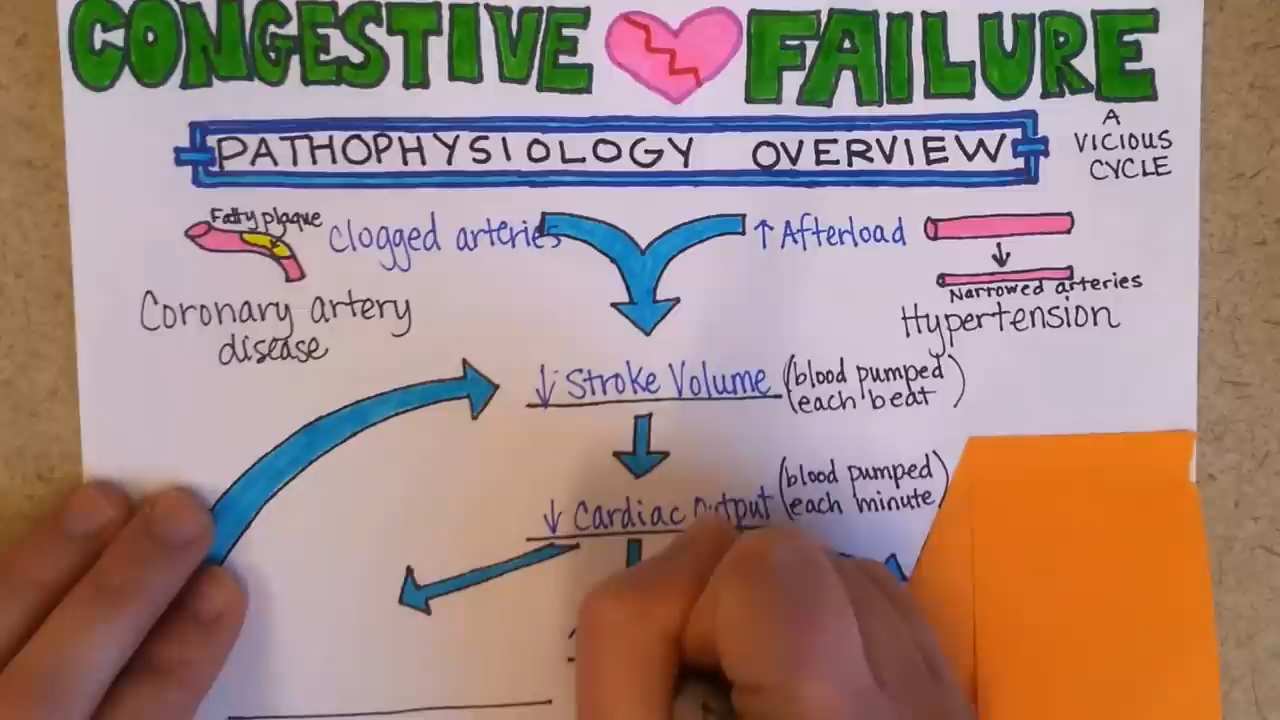 CONGESTIVE FAILURE
PATHOPHYSIOLOGY OVERVIEW
A
VICIOUS
CYCLE
Fatty plaque
clogged arteries
Coronary artery
disease
↑ Afterload
Narrowed arteries
Hypertension
↓ Stroke Volume (blood pumped
each beat)
↓ Cardiac Output (blood pumped
each minute)